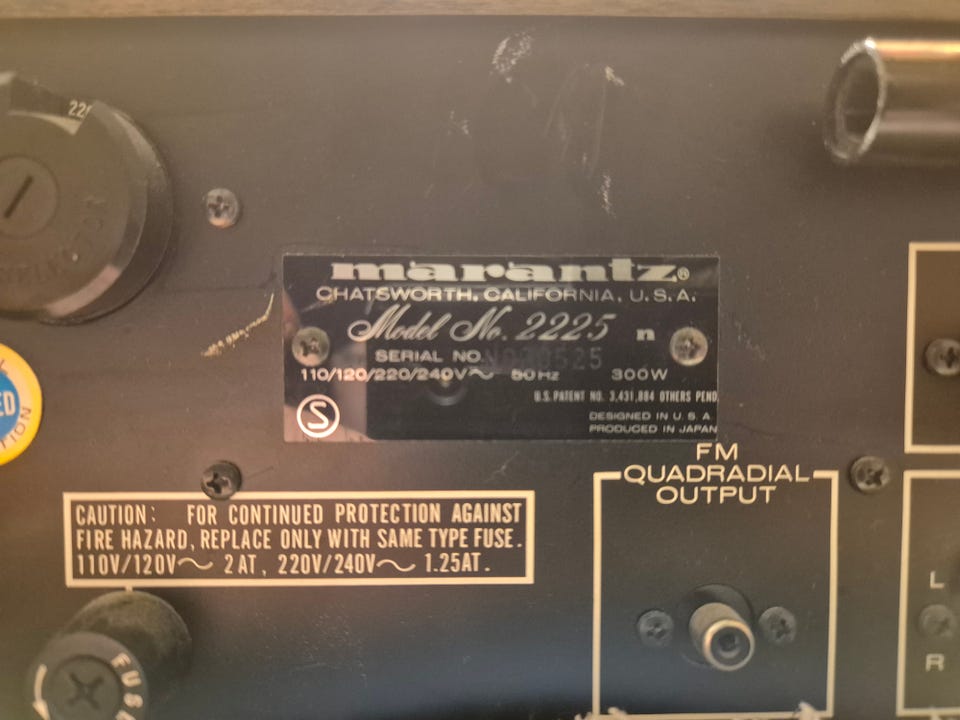 marantz®
CHATSWORTH, CALIFORNIA, U.S.A.
Model No. 2225 n
SERIAL NO.
110/120/220/240V~ 50Hz 300W
U.S. PATENT NO. 3,431,884 OTHERS PEND
DESIGNED IN U.S.A.
PRODUCED IN JAPAN
S
CAUTION: FOR CONTINUED PROTECTION AGAINST
FIRE HAZARD, REPLACE ONLY WITH SAME TYPE FUSE.
110V/120V~ 2AT, 220V/240V~ 1.25AT.
FM
QUADRADIAL
OUTPUT
L
R
FUSE